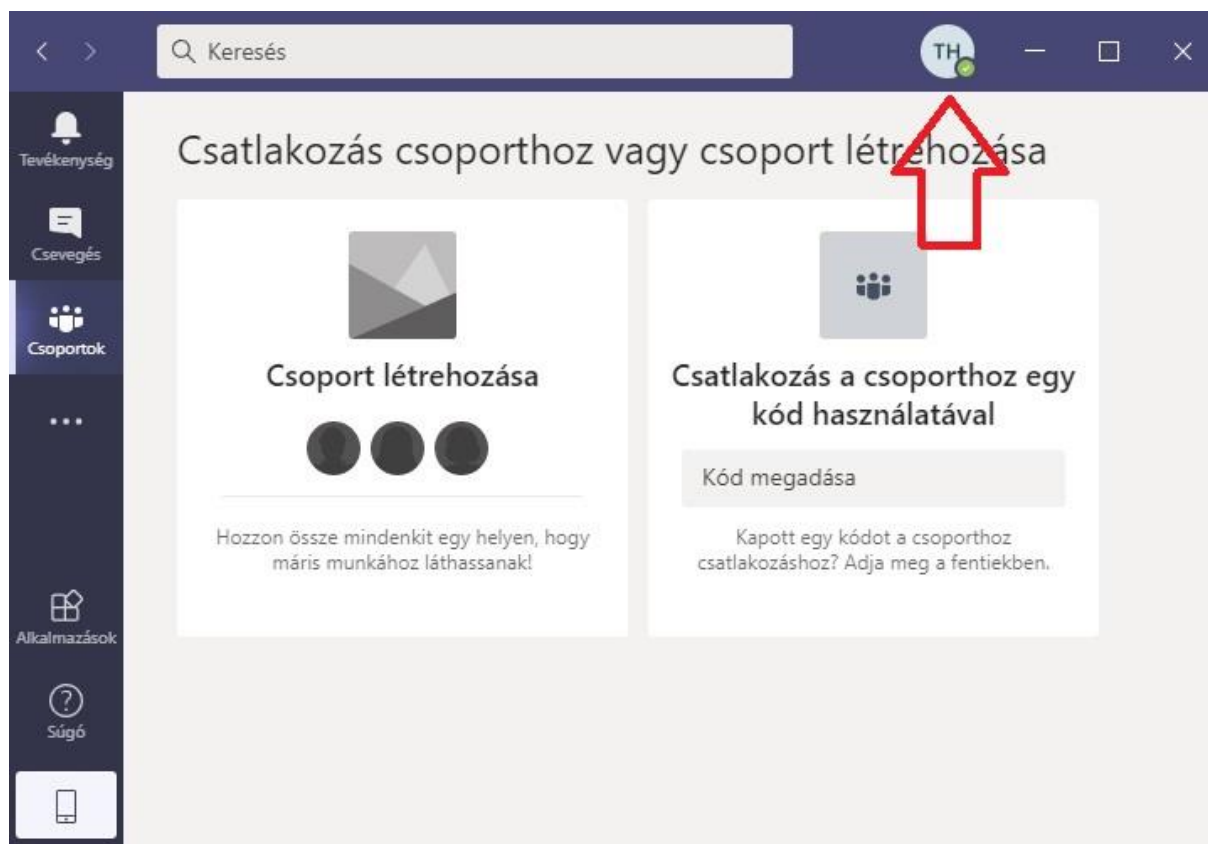 Keresés
TH
Tevékenység
Csevegés
Csoportok
Alkalmazások
Súgó
Csatlakozás csoporthoz vagy csoport létrehozása
Csoport létrehozása
Hozzon össze mindenkit egy helyen, hogy
máris munkához láthassanak!
Csatlakozás a csoporthoz egy
kód használatával
Kód megadása
Kapott egy kódot a csoporthoz
csatlakozáshoz? Adja meg a fentiekben.